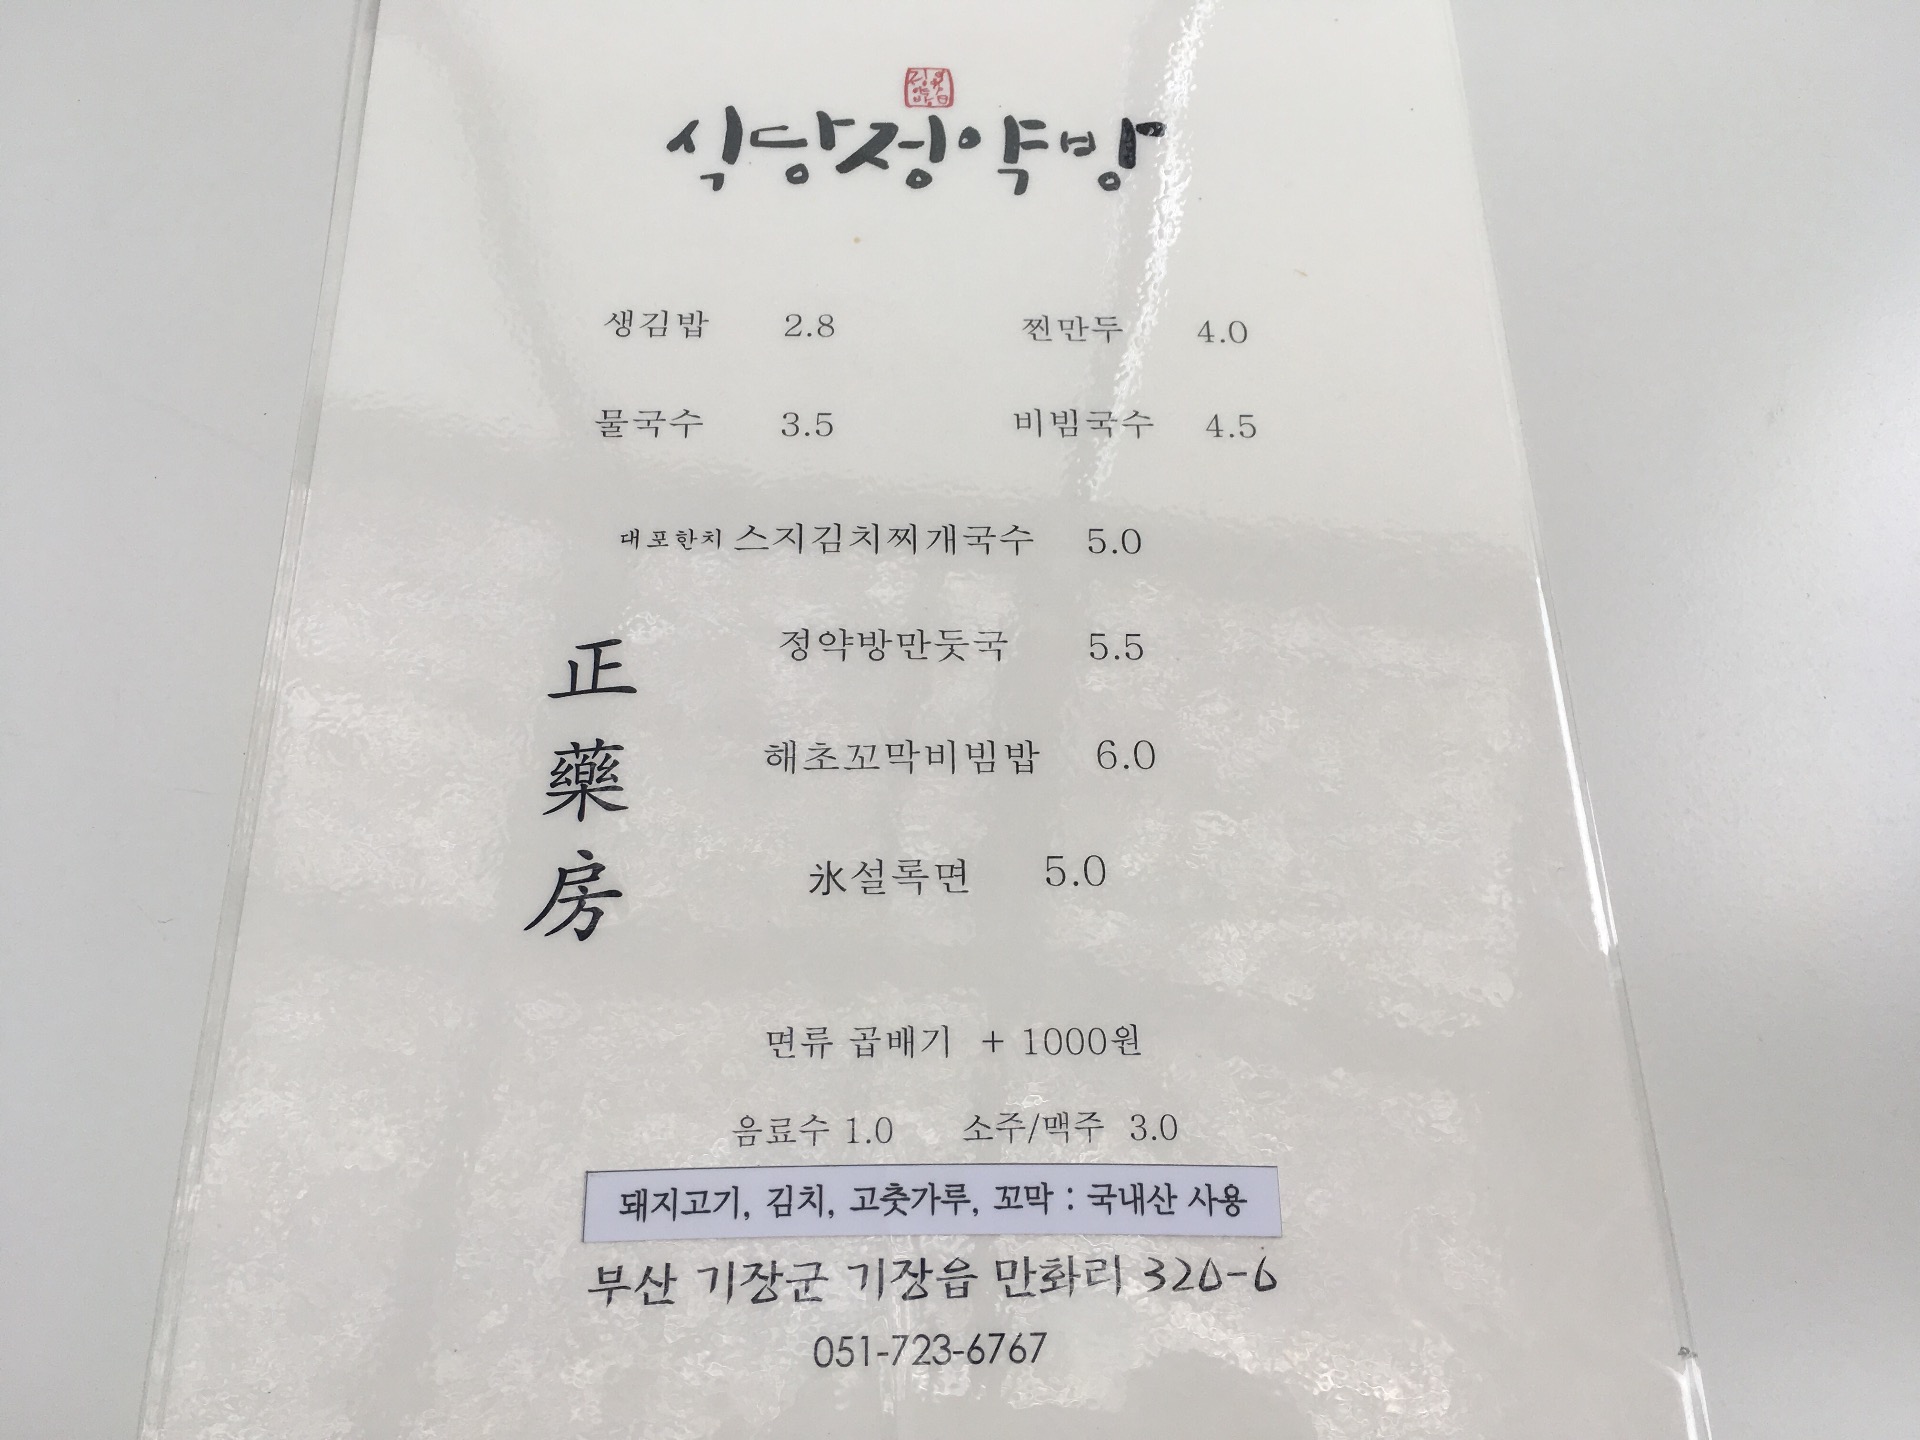 식당정약방
생김밥 2.8 찐만두 4.0
물국수 3.5 비빔국수 4.5
대포한치 스지김치찌개국수 5.0
정약방만둣국 5.5
해초꼬막비빔밥 6.0
氷설록면 5.0
正
藥
房
면류 곱배기 + 1000원
음료수 1.0 소주/맥주 3.0
돼지고기, 김치, 고춧가루, 꼬막 : 국내산 사용
부산 기장군 기장읍 만화리 320-6
051-723-6767